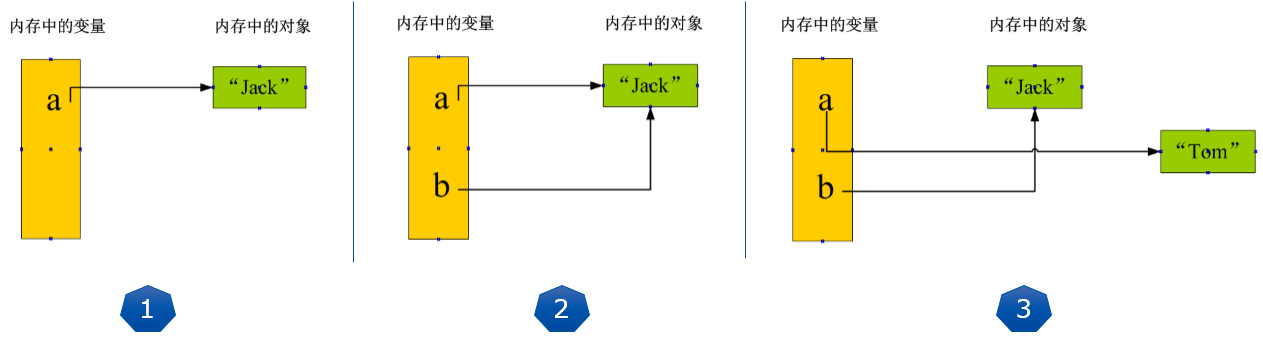 内存中的变量
内存中的对象
a
“Jack”
1
内存中的变量
内存中的对象
a
“Jack”
b
2
内存中的变量
内存中的对象
a
“Jack”
“Tom”
b
3